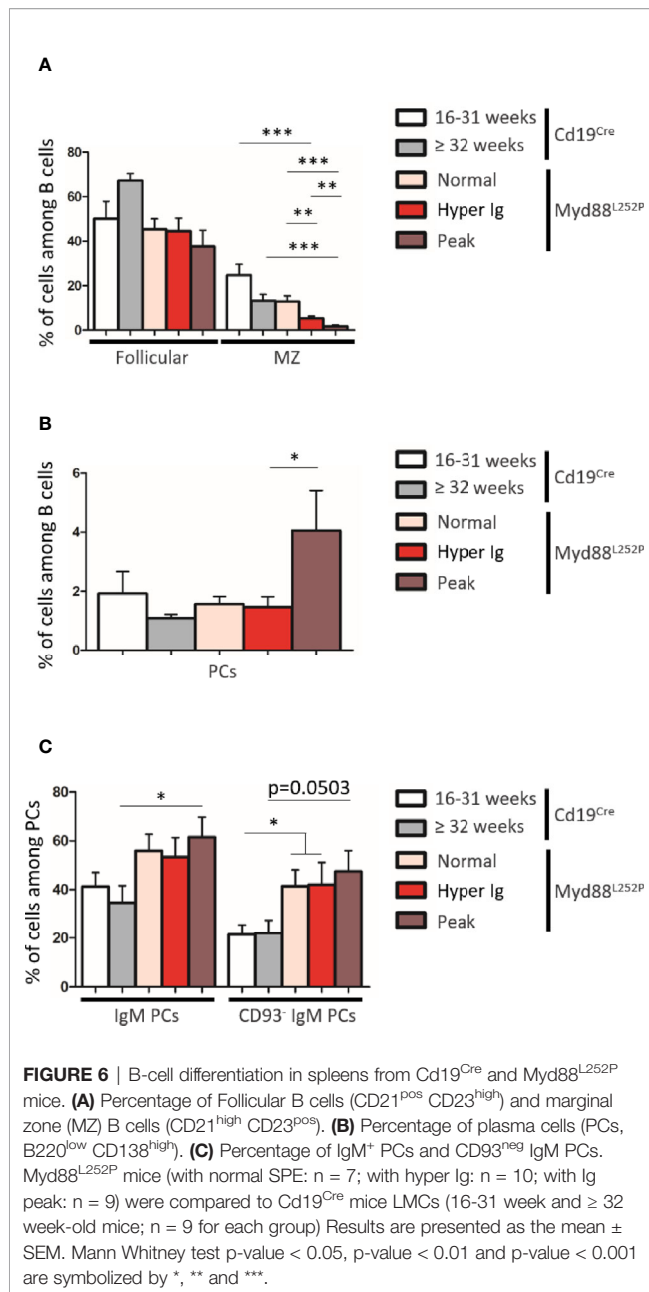 A
% of cells among B cells
80
60
40
20
0
***
***
**
**
***
Follicular
MZ
16-31 weeks
≥ 32 weeks
Cd19Cre
Normal
Hyper Ig
Peak
Myd88L252P
B
% of cells among B cells
6
4
2
0
*
PCs
16-31 weeks
≥ 32 weeks
Cd19Cre
Normal
Hyper Ig
Peak
Myd88L252P
C
% of cells among PCs
80
60
40
20
0
*
*
p=0.0503
IgM PCs
CD93- IgM PCs
16-31 weeks
≥ 32 weeks
Cd19Cre
Normal
Hyper Ig
Peak
Myd88L252P
FIGURE 6 | B-cell differentiation in spleens from Cd19Cre and Myd88L252P
mice. (A) Percentage of Follicular B cells (CD21pos CD23high) and marginal
zone (MZ) B cells (CD21high CD23pos). (B) Percentage of plasma cells (PCs,
B220low CD138high). (C) Percentage of IgM+ PCs and CD93neg IgM PCs.
Myd88L252P mice (with normal SPE: n = 7; with hyper Ig: n = 10; with Ig
peak: n = 9) were compared to Cd19Cre mice LMCs (16-31 week and ≥ 32
week-old mice; n = 9 for each group) Results are presented as the mean ±
SEM. Mann Whitney test p-value < 0.05, p-value < 0.01 and p-value < 0.001
are symbolized by *, ** and ***.